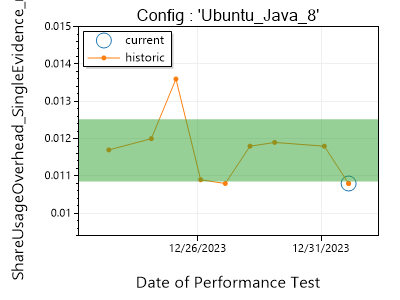 Config : 'Ubuntu_Java_8'
current
historic
0.015
0.014
0.013
0.012
0.011
0.01
12/26/2023
12/31/2023
Date of Performance Test
ShareUsageOverhead_SingleEvidence_